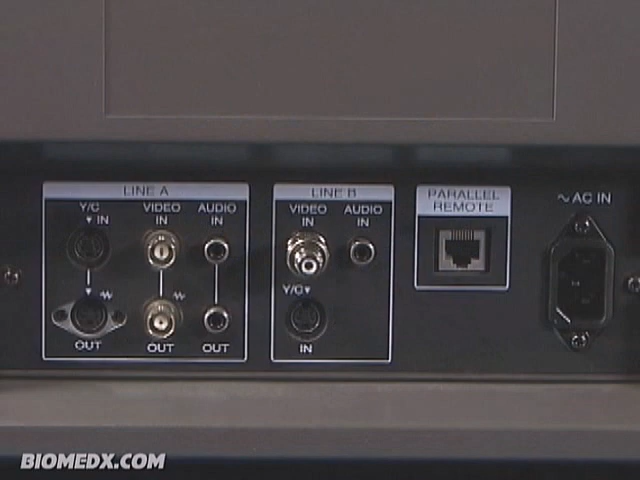 LINE A
Y/C
▼ IN
VIDEO
IN
AUDIO
IN
OUT
OUT
OUT
LINE B
VIDEO
IN
AUDIO
IN
Y/C▼
IN
PARALLEL
REMOTE
~ AC IN
BIOMEDX.COM